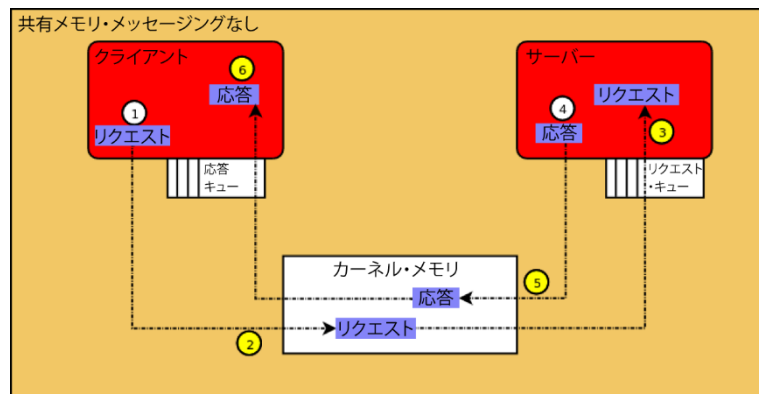 共有メモリ・メッセージングなし
クライアント
6
応答
1
リクエスト
応答
キュー
サーバー
リクエスト
4
応答
3
リクエスト
・キュー
カーネル・メモリ
応答
5
リクエスト
2